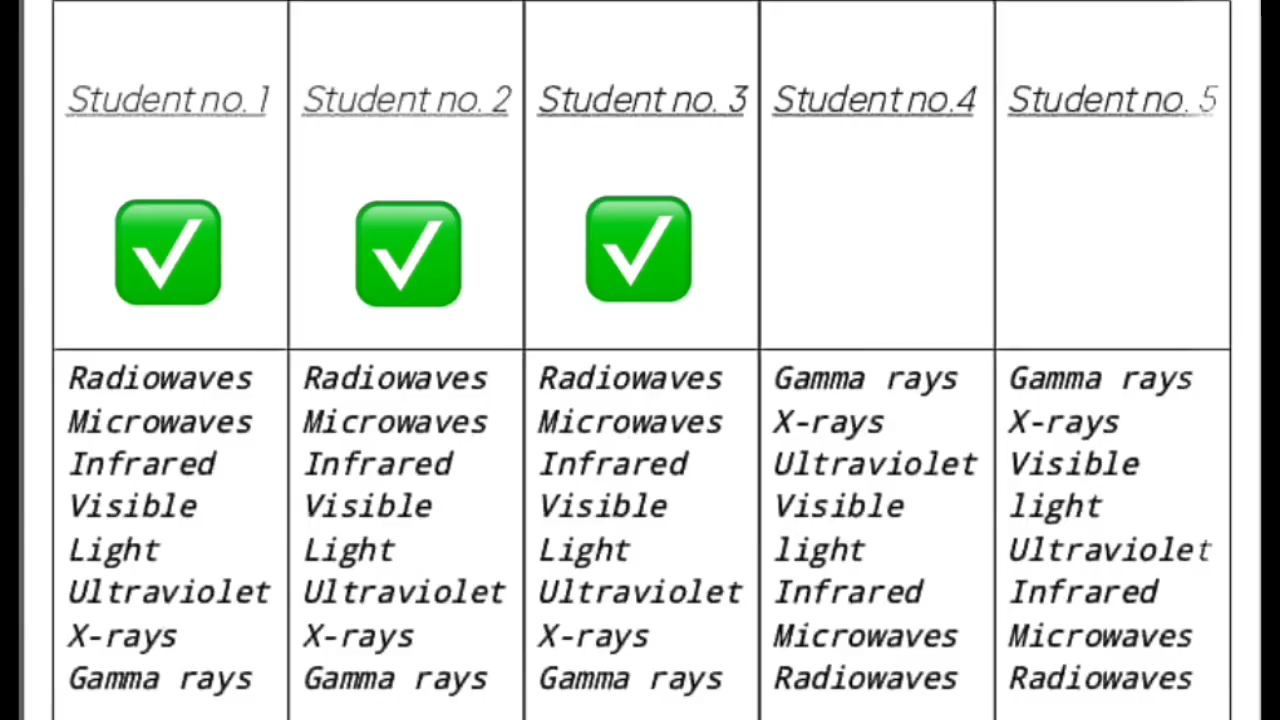 Student no. 1
Student no. 2
Student no. 3
Student no.4
Student no. 5
Radiowaves
Microwaves
Infrared
Visible
Light
Ultraviolet
X-rays
Gamma rays
Radiowaves
Microwaves
Infrared
Visible
Light
Ultraviolet
X-rays
Gamma rays
Radiowaves
Microwaves
Infrared
Visible
Light
Ultraviolet
X-rays
Gamma rays
Gamma rays
X-rays
Ultraviolet
Visible
light
Infrared
Microwaves
Radiowaves
Gamma rays
X-rays
Visible
light
Ultraviolet
Infrared
Microwaves
Radiowaves